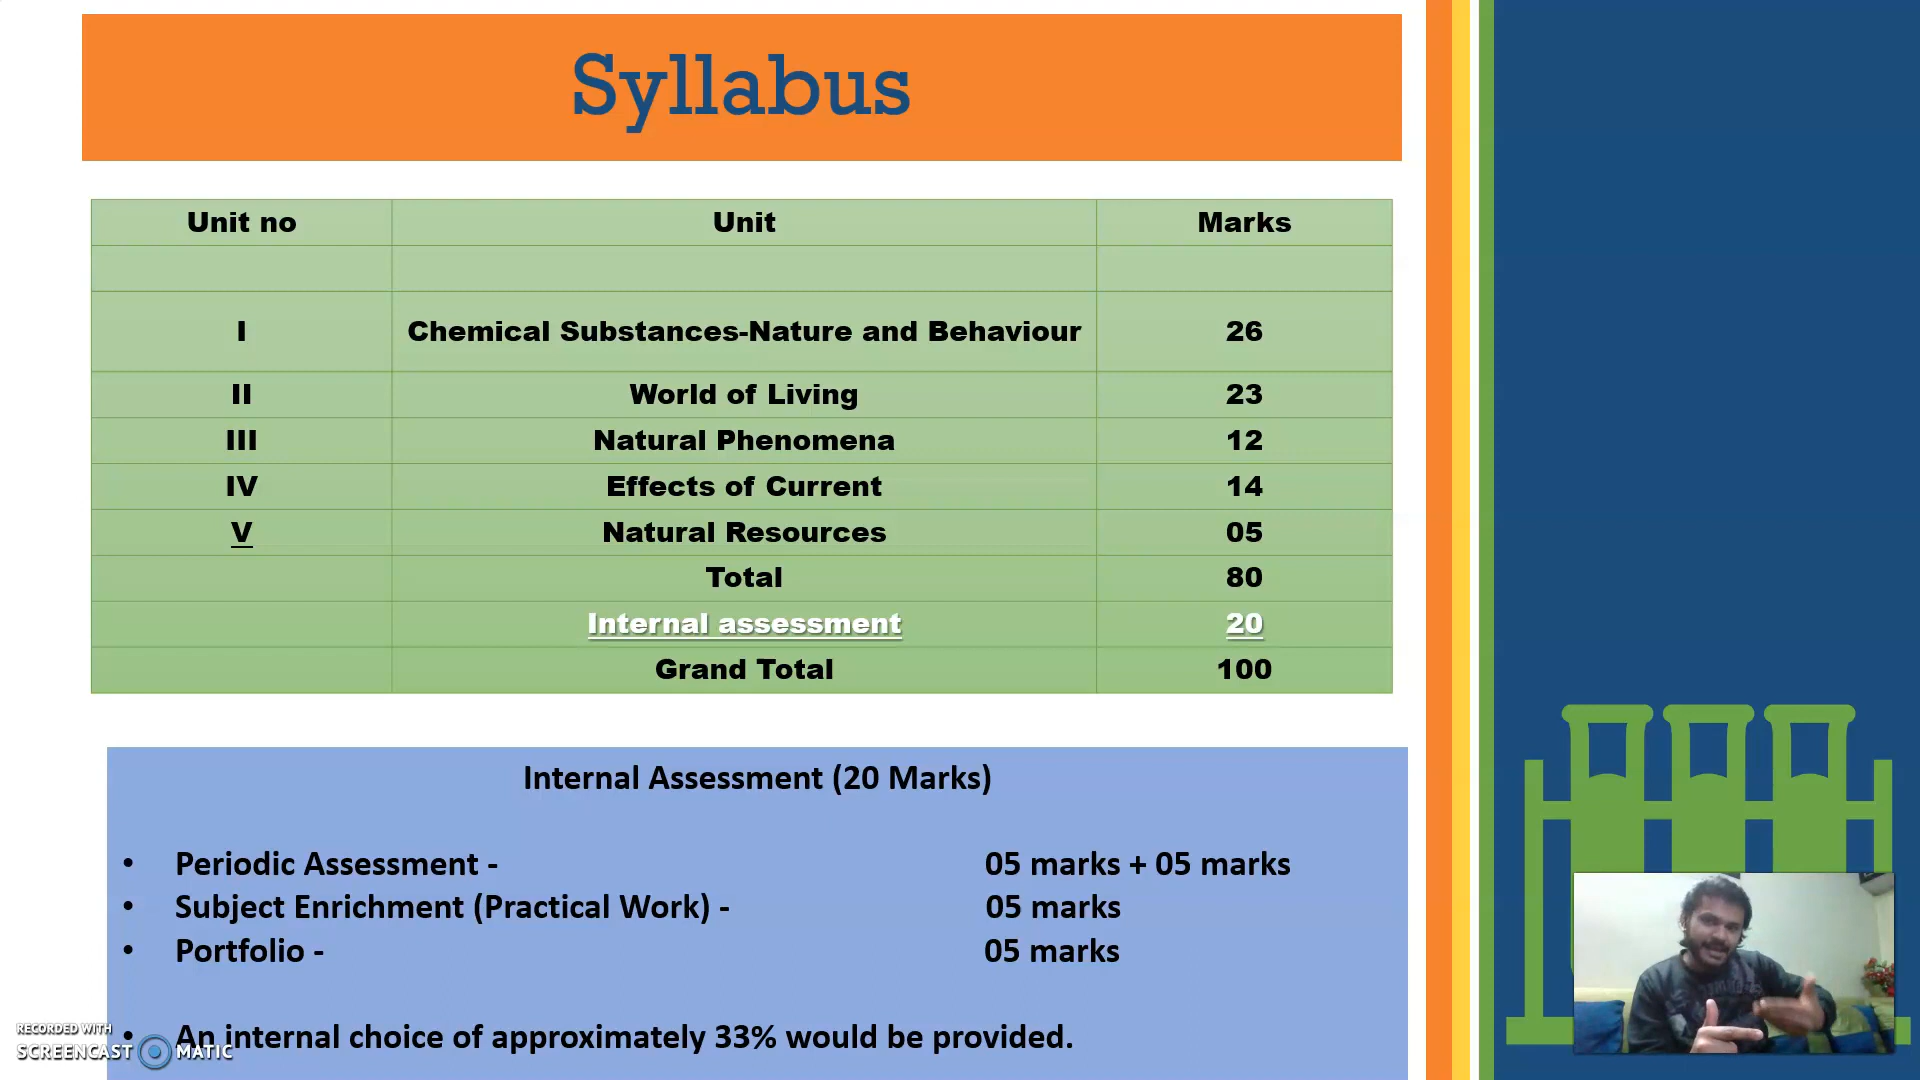 Syllabus
Unit no Unit Marks
I Chemical Substances-Nature and Behaviour 26
II World of Living 23
III Natural Phenomena 12
IV Effects of Current 14
V Natural Resources 05
Total 80
Internal assessment 20
Grand Total 100
Internal Assessment (20 Marks)
• Periodic Assessment - 05 marks + 05 marks
• Subject Enrichment (Practical Work) - 05 marks
• Portfolio - 05 marks
• An internal choice of approximately 33% would be provided.
RECORDED WITH
SCREENCAST MATIC